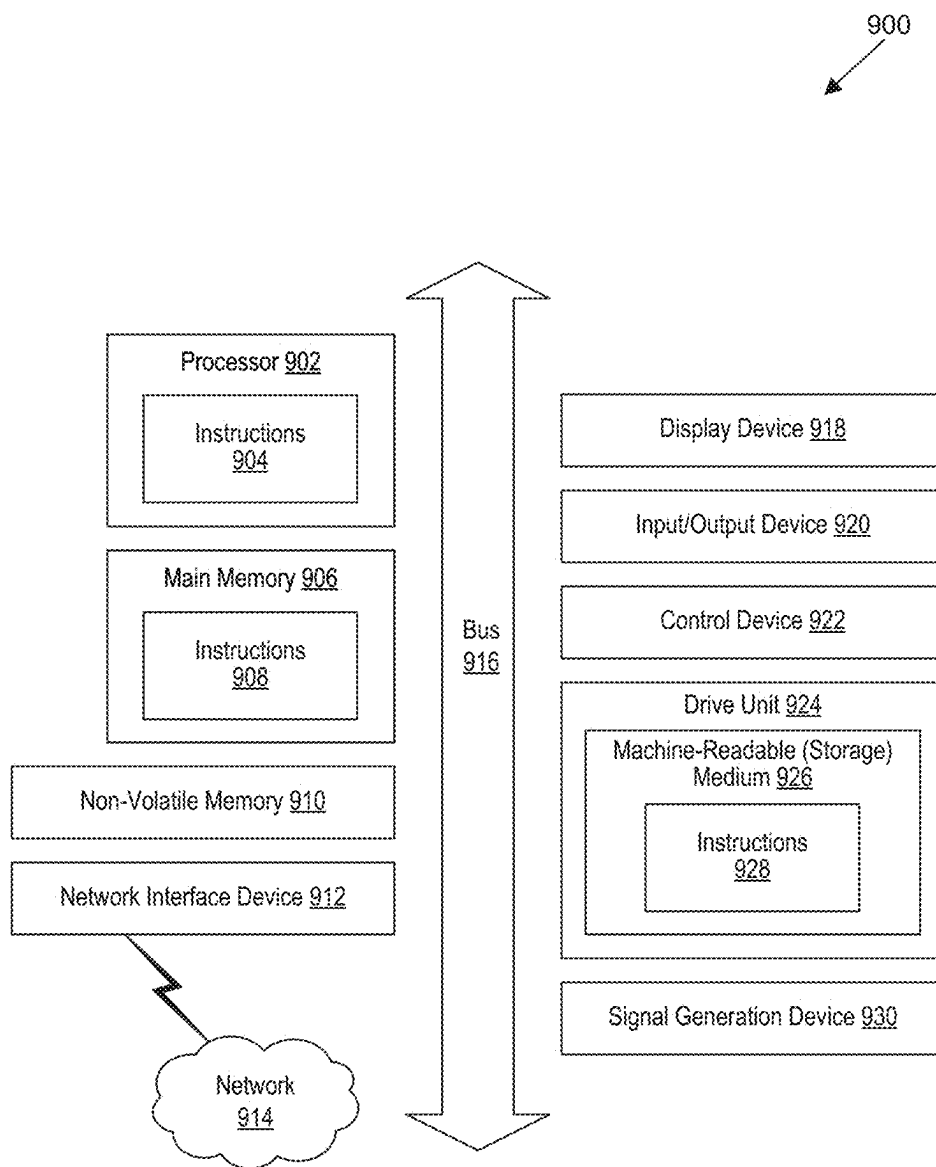 900
Processor 902
Instructions
904
Main Memory 906
Instructions
908
Non-Volatile Memory 910
Network Interface Device 912
Network
914
Bus
916
Display Device 918
Input/Output Device 920
Control Device 922
Drive Unit 924
Machine-Readable (Storage)
Medium 926
Instructions
928
Signal Generation Device 930